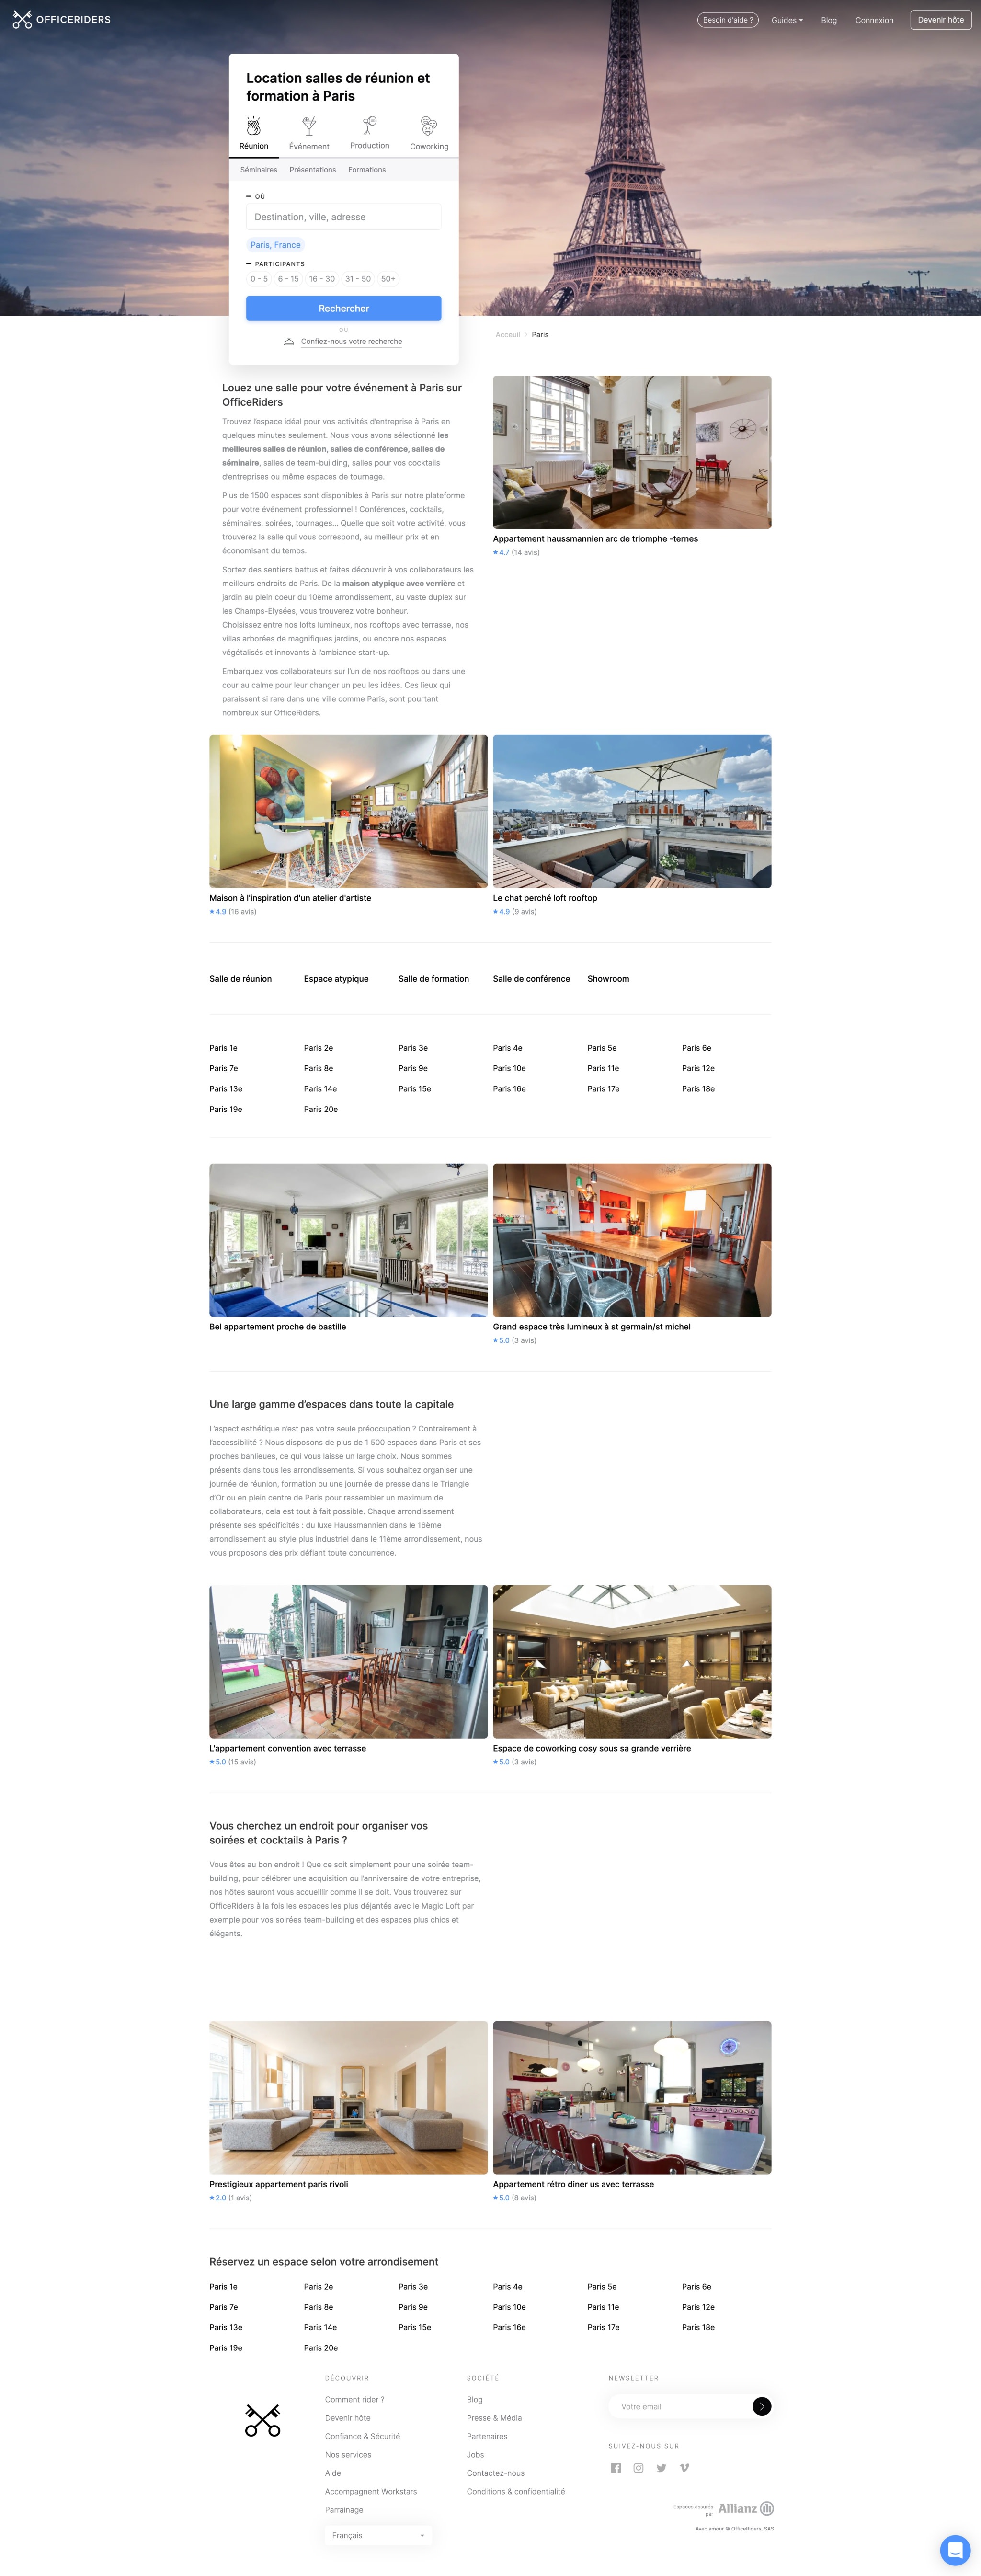 OFFICERIDERS
Besoin d'aide ?
Guides
Blog
Connexion
Devenir hôte
Location salles de réunion et
formation à Paris
Réunion
Événement
Production
Coworking
Séminaires
Présentations
Formations
OÙ
Destination, ville, adresse
Paris, France
PARTICIPANTS
0 - 5
6 - 15
16 - 30
31 - 50
50+
Rechercher
OU
Confiez-nous votre recherche
Acceuil > Paris
Louez une salle pour votre événement à Paris sur
OfficeRiders
Trouvez l'espace idéal pour vos activités d'entreprise à Paris en
quelques minutes seulement. Nous vous avons sélectionné les
meilleures salles de réunion, salles de conférence, salles de
séminaire, salles de team-building, salles pour vos cocktails
d'entreprises ou même espaces de tournage.
Plus de 1500 espaces sont disponibles à Paris sur notre plateforme
pour votre événement professionnel ! Conférences, cocktails,
séminaires, soirées, tournages... Quelle que soit votre activité, vous
trouverez la salle qui vous correspond, au meilleur prix et en
économisant du temps.
Sortez des sentiers battus et faites découvrir à vos collaborateurs les
meilleurs endroits de Paris. De la maison atypique avec verrière et
jardin au plein coeur du 10ème arrondissement, au vaste duplex sur
les Champs-Elysées, vous trouverez votre bonheur.
Choisissez entre nos lofts lumineux, nos rooftops avec terrasse, nos
villas arborées de magnifiques jardins, ou encore nos espaces
végétalisés et innovants à l'ambiance start-up.
Embarquez vos collaborateurs sur l'un de nos rooftops ou dans une
cour au calme pour leur changer un peu les idées. Ces lieux qui
paraissent si rare dans une ville comme Paris, sont pourtant
nombreux sur OfficeRiders.
Appartement haussmannien arc de triomphe -ternes
★4.7 (14 avis)
Maison à l'inspiration d'un atelier d'artiste
★4.9 (16 avis)
Le chat perché loft rooftop
★4.9 (9 avis)
Salle de réunion
Espace atypique
Salle de formation
Salle de conférence
Showroom
Paris 1e
Paris 2e
Paris 3e
Paris 4e
Paris 5e
Paris 6e
Paris 7e
Paris 8e
Paris 9e
Paris 10e
Paris 11e
Paris 12e
Paris 13e
Paris 14e
Paris 15e
Paris 16e
Paris 17e
Paris 18e
Paris 19e
Paris 20e
Bel appartement proche de bastille
Grand espace très lumineux à st germain/st michel
★5.0 (3 avis)
Une large gamme d'espaces dans toute la capitale
L'aspect esthétique n'est pas votre seule préoccupation ? Contrairement à
l'accessibilité ? Nous disposons de plus de 1 500 espaces dans Paris et ses
proches banlieues, ce qui vous laisse un large choix. Nous sommes
présents dans tous les arrondissements. Si vous souhaitez organiser une
journée de réunion, formation ou une journée de presse dans le Triangle
d'Or ou en plein centre de Paris pour rassembler un maximum de
collaborateurs, cela est tout à fait possible. Chaque arrondissement
présente ses spécificités : du luxe Haussmannien dans le 16ème
arrondissement au style plus industriel dans le 11ème arrondissement, nous
vous proposons des prix défiant toute concurrence.
L'appartement convention avec terrasse
★5.0 (15 avis)
Espace de coworking cosy sous sa grande verrière
★5.0 (3 avis)
Vous cherchez un endroit pour organiser vos
soirées et cocktails à Paris ?
Vous êtes au bon endroit ! Que ce soit simplement pour une soirée team-
building, pour célébrer une acquisition ou l'anniversaire de votre entreprise,
nos hôtes sauront vous accueillir comme il se doit. Vous trouverez sur
OfficeRiders à la fois les espaces les plus déjantés avec le Magic Loft par
exemple pour vos soirées team-building et des espaces plus chics et
élégants.
Prestigieux appartement paris rivoli
★2.0 (1 avis)
Appartement rétro diner us avec terrasse
★5.0 (8 avis)
Réservez un espace selon votre arrondisement
Paris 1e
Paris 2e
Paris 3e
Paris 4e
Paris 5e
Paris 6e
Paris 7e
Paris 8e
Paris 9e
Paris 10e
Paris 11e
Paris 12e
Paris 13e
Paris 14e
Paris 15e
Paris 16e
Paris 17e
Paris 18e
Paris 19e
Paris 20e
DÉCOUVRIR
Comment rider ?
Devenir hôte
Confiance & Sécurité
Nos services
Aide
Accompagnent Workstars
Parrainage
Français
SOCIÉTÉ
Blog
Presse & Média
Partenaires
Jobs
Contactez-nous
Conditions & confidentialité
NEWSLETTER
Votre email
SUIVEZ-NOUS SUR
Espaces assurés
par
Allianz
Avec amour © OfficeRiders, SAS